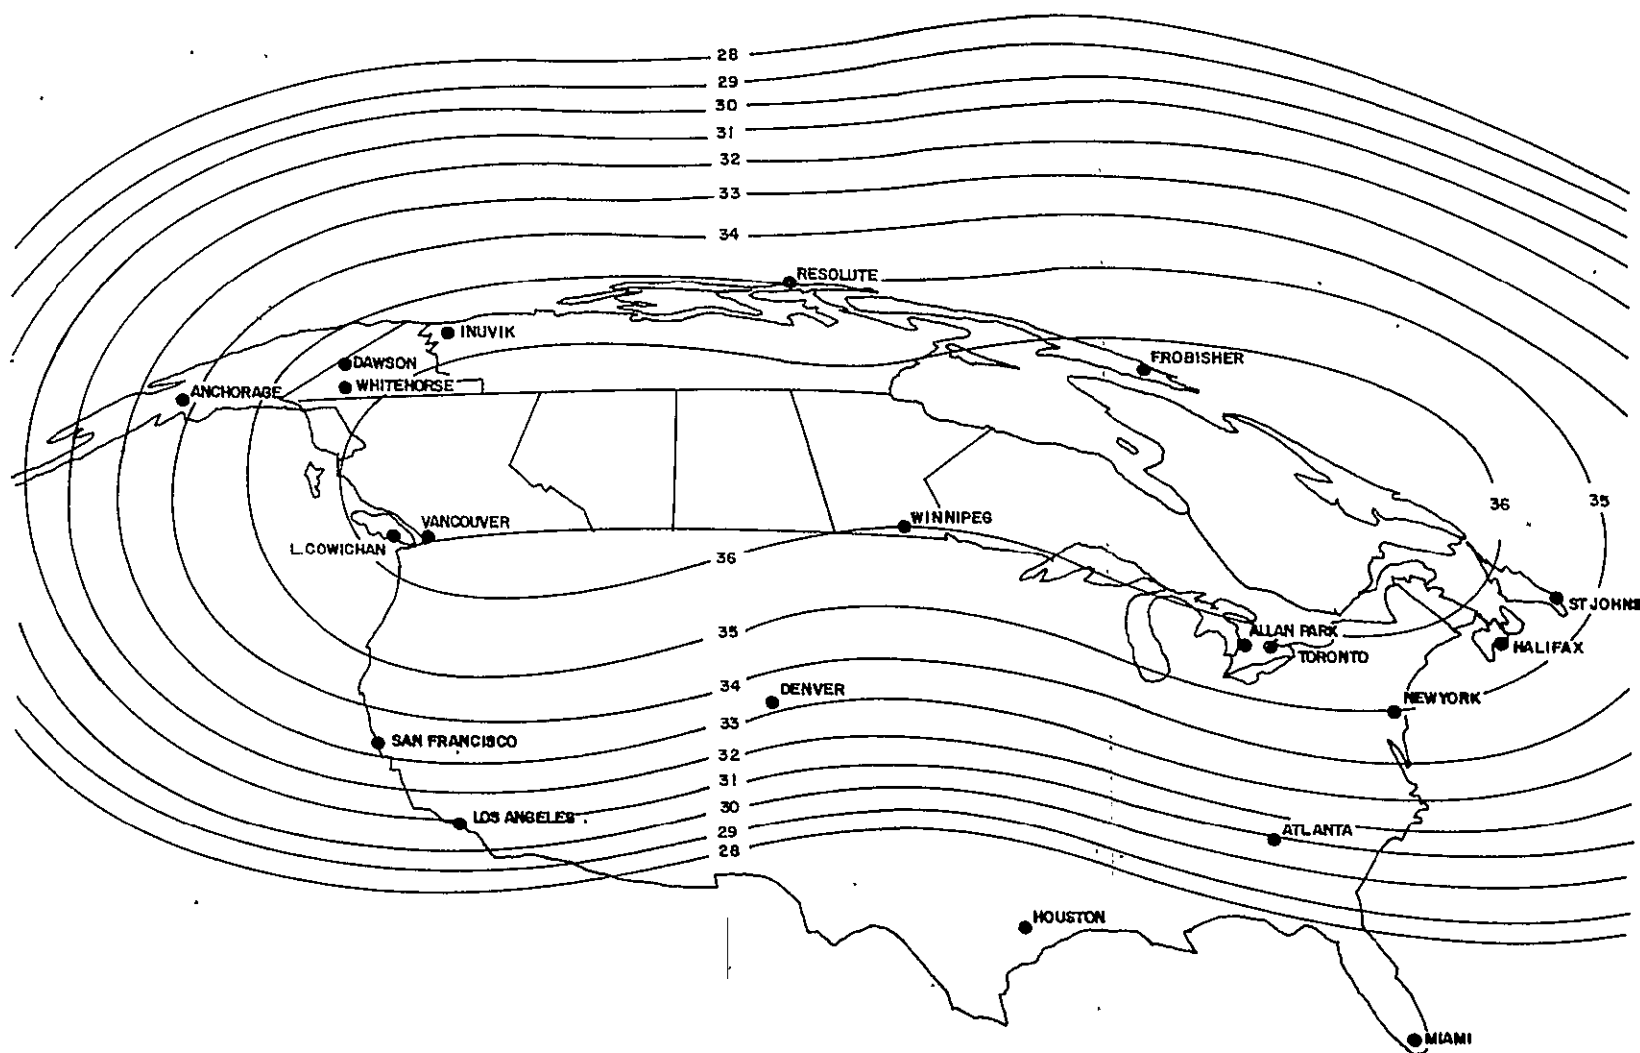 28
29
30
31
32
33
34
RESOLUTE
INUVIK
DAWSON
FROBISHER
WHITEHORSE
ANCHORAGE
36
35
WINNIPEG
VANCOUVER
L.COWICHAN
36
ST JOHNS
35
ALLAN PARK
TORONTO
HALIFAX
34
DENVER
NEW YORK
33
SAN FRANCISCO
32
31
30
LOS ANGELES
29
ATLANTA
28
HOUSTON
MIAMI